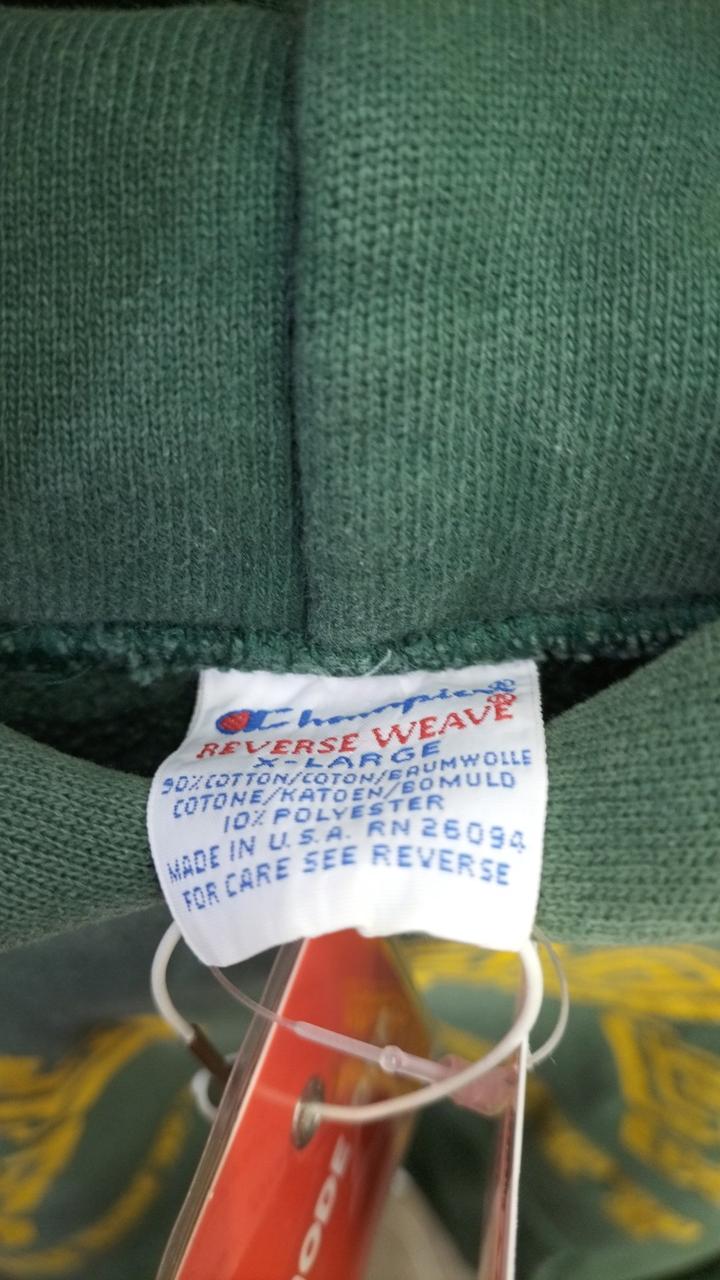 Champion®
REVERSE WEAVE®
X-LARGE
90% COTTON/COTON/BAUMWOLLE
COTONE/KATOEN/BOMULD
10% POLYESTER
MADE IN U.S.A. RN 26094
FOR CARE SEE REVERSE